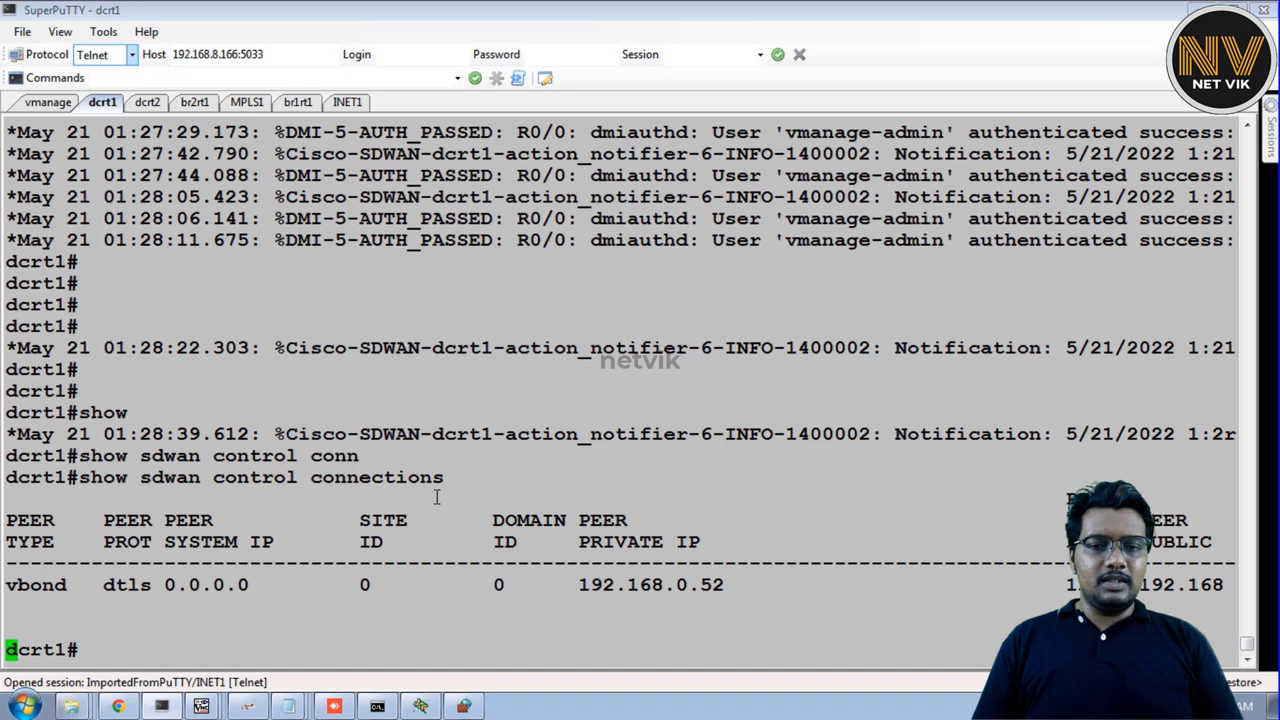 SuperPuTTY - dcrt1
File View Tools Help
Protocol Telnet Host 192.168.8.166:5033 Login Password Session
Commands
vmanage dcrt1 dcrt2 br2rt1 MPLS1 br1rt1 INET1
Sessions
NV
NET VIK
*May 21 01:27:29.173: %DMI-5-AUTH_PASSED: R0/0: dmiauthd: User 'vmanage-admin' authenticated success:
*May 21 01:27:42.790: %Cisco-SDWAN-dcrt1-action_notifier-6-INFO-1400002: Notification: 5/21/2022 1:21
*May 21 01:27:44.088: %DMI-5-AUTH_PASSED: R0/0: dmiauthd: User 'vmanage-admin' authenticated success:
*May 21 01:28:05.423: %Cisco-SDWAN-dcrt1-action_notifier-6-INFO-1400002: Notification: 5/21/2022 1:21
*May 21 01:28:06.141: %DMI-5-AUTH_PASSED: R0/0: dmiauthd: User 'vmanage-admin' authenticated success:
*May 21 01:28:11.675: %DMI-5-AUTH_PASSED: R0/0: dmiauthd: User 'vmanage-admin' authenticated success:
dcrt1#
dcrt1#
dcrt1#
dcrt1#
*May 21 01:28:22.303: %Cisco-SDWAN-dcrt1-action_notifier-6-INFO-1400002: Notification: 5/21/2022 1:21
netvik
dcrt1#
dcrt1#
dcrt1#show
*May 21 01:28:39.612: %Cisco-SDWAN-dcrt1-action_notifier-6-INFO-1400002: Notification: 5/21/2022 1:2r
dcrt1#show sdwan control conn
dcrt1#show sdwan control connections
PEER PEER PEER SITE DOMAIN PEER
TYPE PROT SYSTEM IP ID ID PRIVATE IP
vbond dtls 0.0.0.0 0 0 192.168.0.52 192.168
dcrt1#
Opened session: ImportedFromPuTTY/INET1 [Telnet]